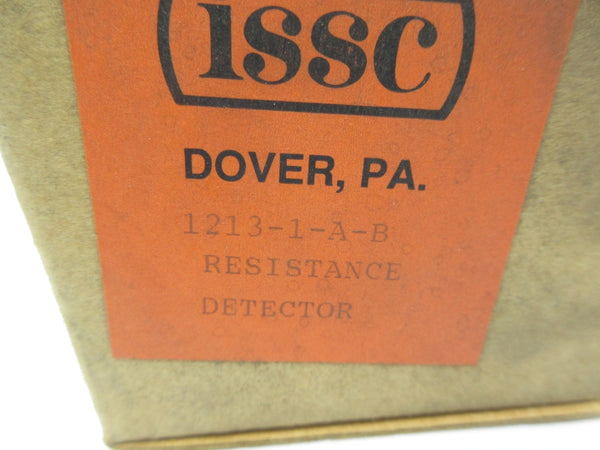 ISSC
DOVER, PA.
1213-1-A-B
RESISTANCE
DETECTOR